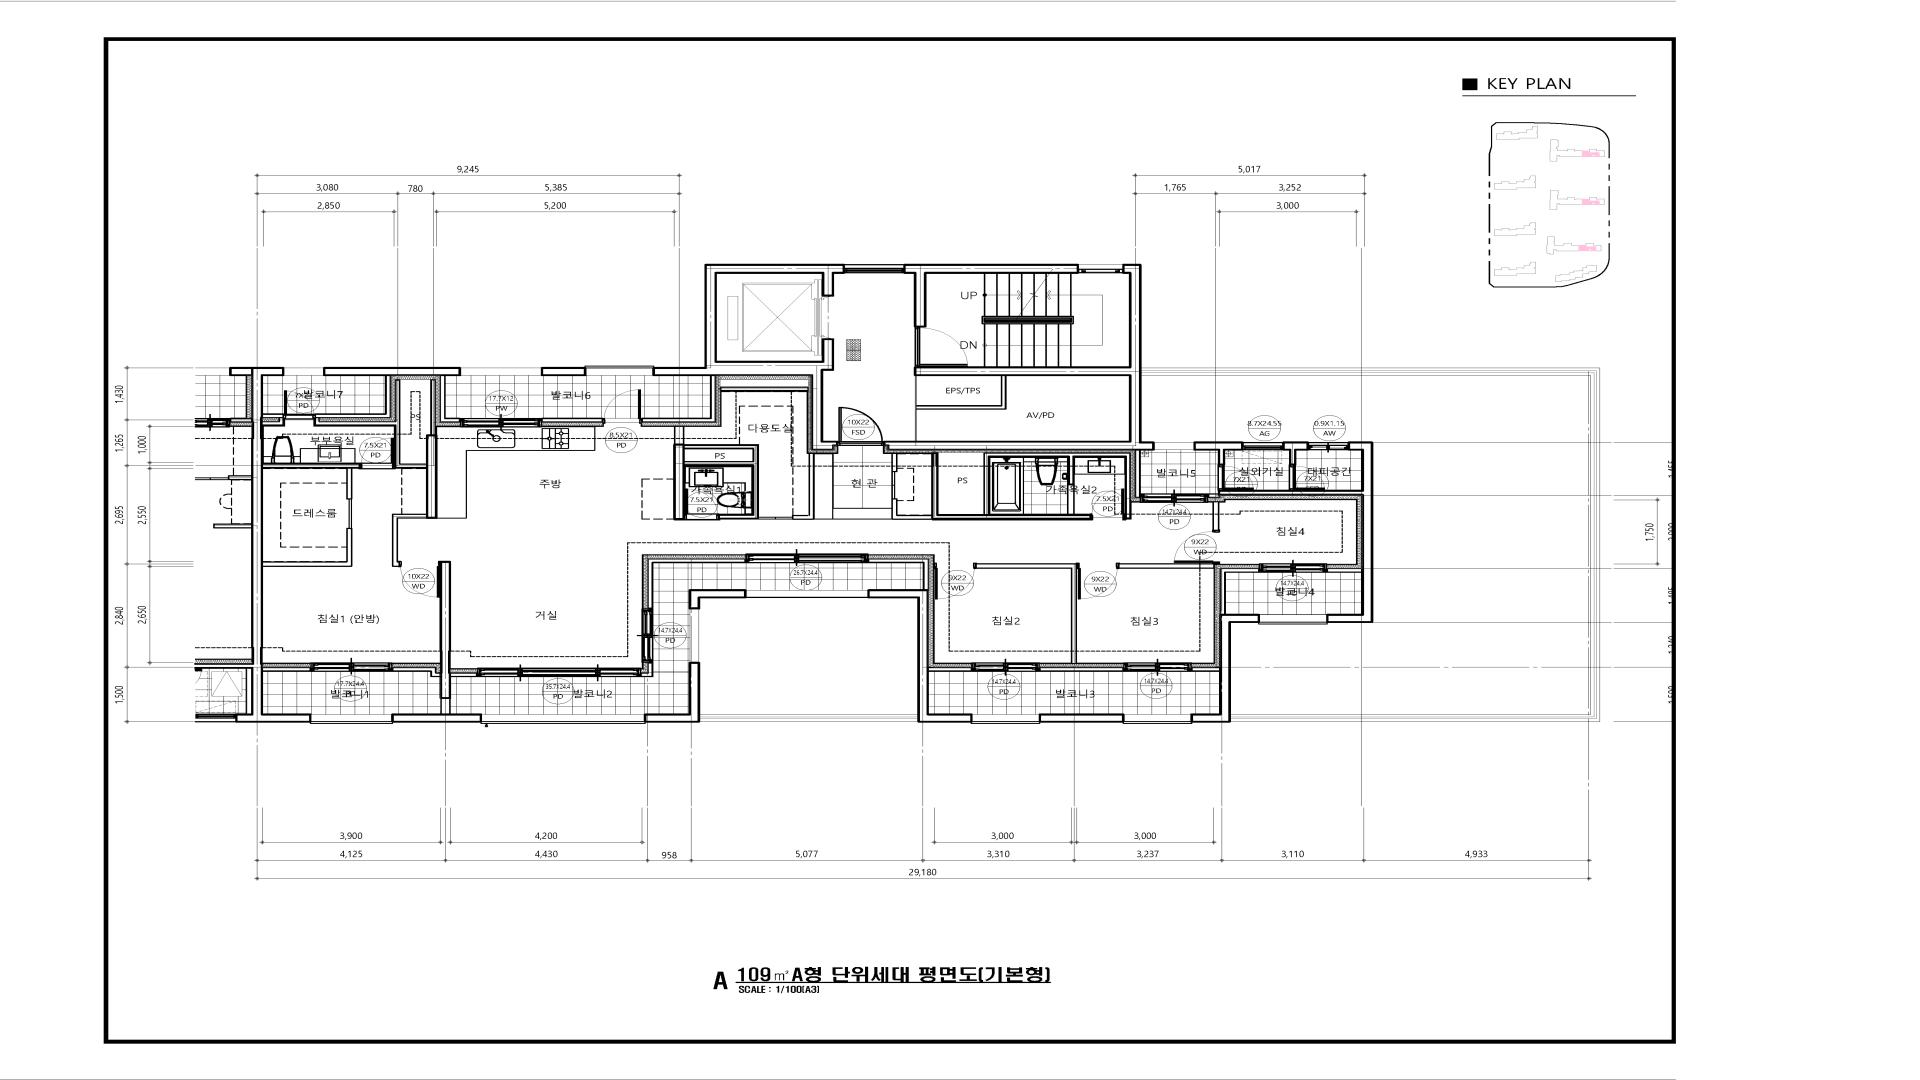 KEY PLAN
9,245
5,017
3,080
780
5,385
1,765
3,252
2,850
5,200
3,000
UP
DN
1,430
1,265
1,000
2,695
2,550
2,840
2,650
1,500
1,750
발코니7
PD
17.7X12
PW
발코니6
PS
EPS/TPS
AV/PD
다용도실
10X22
FSD
8.5X21
PD
8.7X24.55
AG
0.9X1.15
AW
부부욕실
7.5X21
PD
PS
발코니5
실외기실
7X21
대피공간
7X21
주방
가족욕실1
7.5X21
PD
현관
PS
가족욕실2
7.5X21
PD
드레스룸
14.7X24.4
PD
침실4
9X22
WD
10X22
WD
26.7X24.4
PD
9X22
WD
9X22
WD
14.7X24.4
발코니4
침실1 (안방)
거실
14.7X24.4
PD
침실2
침실3
17.7X24.4
발코니1
35.7X24.4
PD
발코니2
14.7X24.4
PD
발코니3
14.7X24.4
PD
3,900
4,200
3,000
3,000
4,125
4,430
958
5,077
3,310
3,237
3,110
4,933
29,180
A 109㎡ A형 단위세대 평면도(기본형)
SCALE : 1/100(A3)